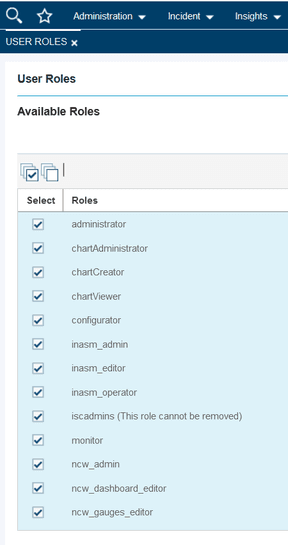 Administration Incident Insights
USER ROLES x
User Roles
Available Roles
Select Roles
administrator
chartAdministrator
chartCreator
chartViewer
configurator
inasm_admin
inasm_editor
inasm_operator
iscadmins (This role cannot be removed)
monitor
ncw_admin
ncw_dashboard_editor
ncw_gauges_editor